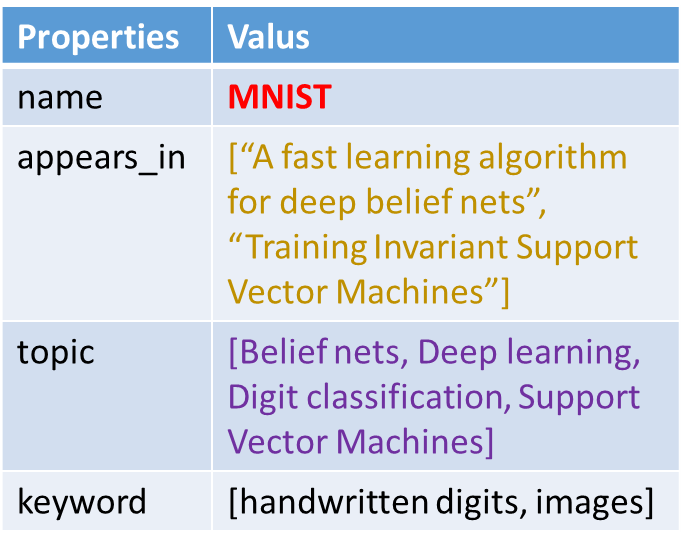 Properties Valus
name MNIST
appears_in [“A fast learning algorithm
for deep belief nets”,
“Training Invariant Support
Vector Machines”]
topic [Belief nets, Deep learning,
Digit classification, Support
Vector Machines]
keyword [handwritten digits, images]